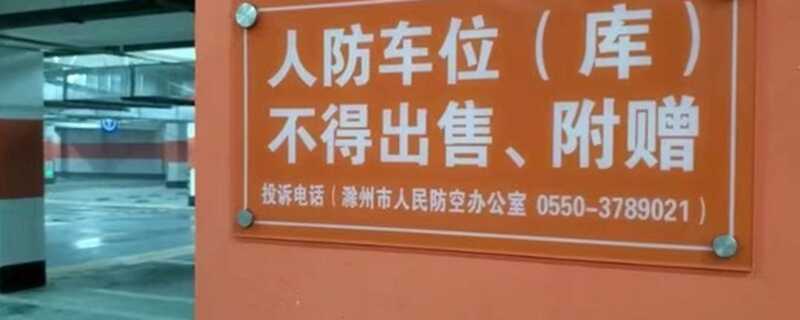 人防车位（库）
不得出售、附赠
投诉电话（滁州市人民防空办公室 0550-3789021）